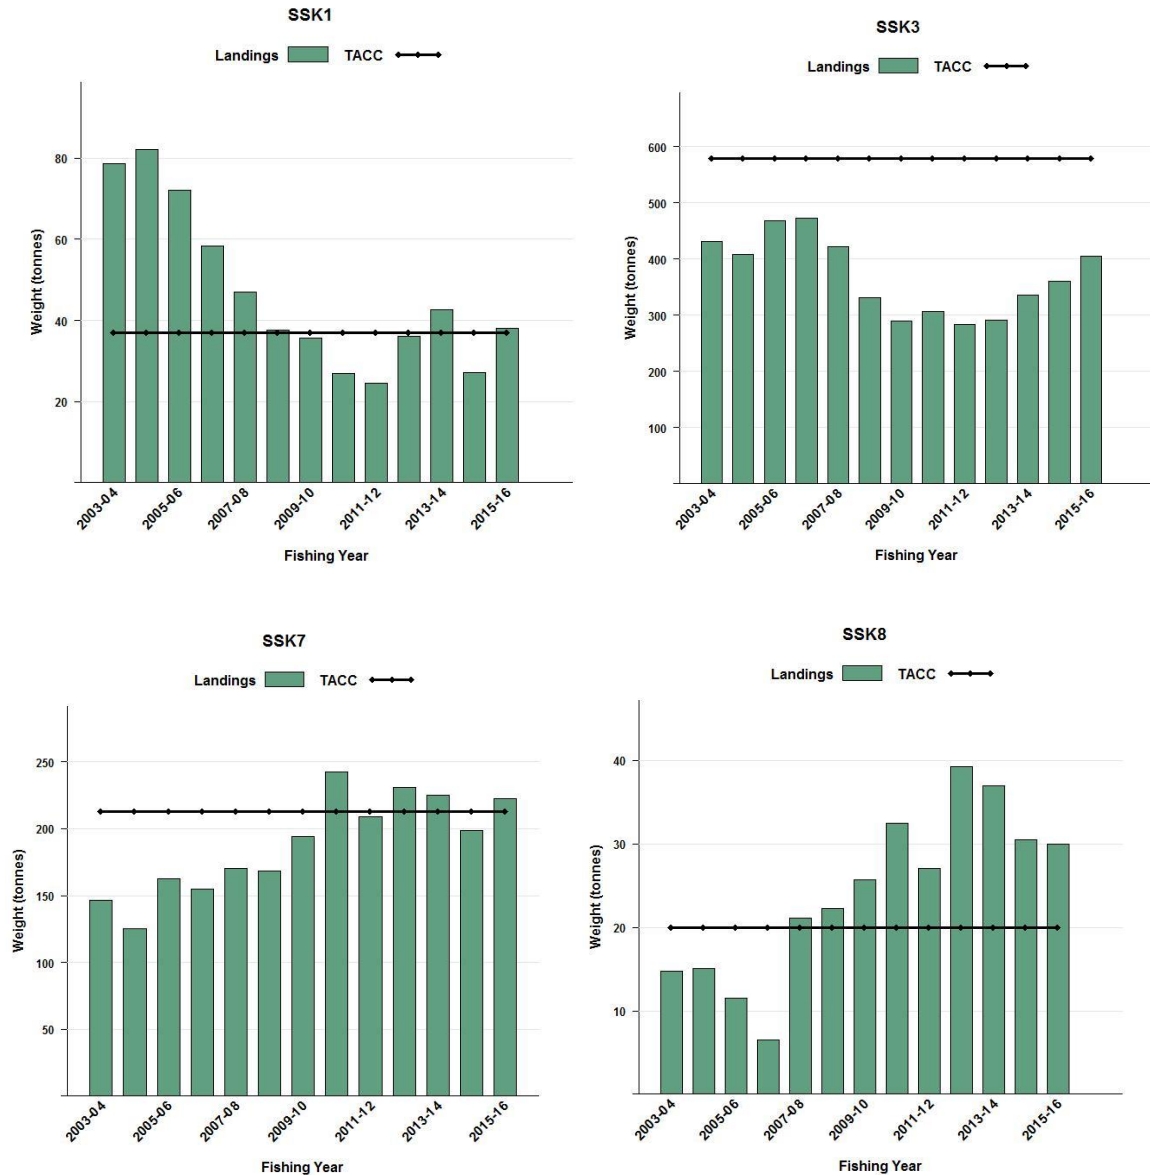 SSK1
Landings TACC
Weight (tonnes)
80
60
40
20
2003-04 2005-06 2007-08 2009-10 2011-12 2013-14 2015-16
Fishing Year
SSK3
Landings TACC
Weight (tonnes)
600
500
400
300
200
100
2003-04 2005-06 2007-08 2009-10 2011-12 2013-14 2015-16
Fishing Year
SSK7
Landings TACC
Weight (tonnes)
250
200
150
100
50
2003-04 2005-06 2007-08 2009-10 2011-12 2013-14 2015-16
Fishing Year
SSK8
Landings TACC
Weight (tonnes)
40
30
20
10
2003-04 2005-06 2007-08 2009-10 2011-12 2013-14 2015-16
Fishing Year